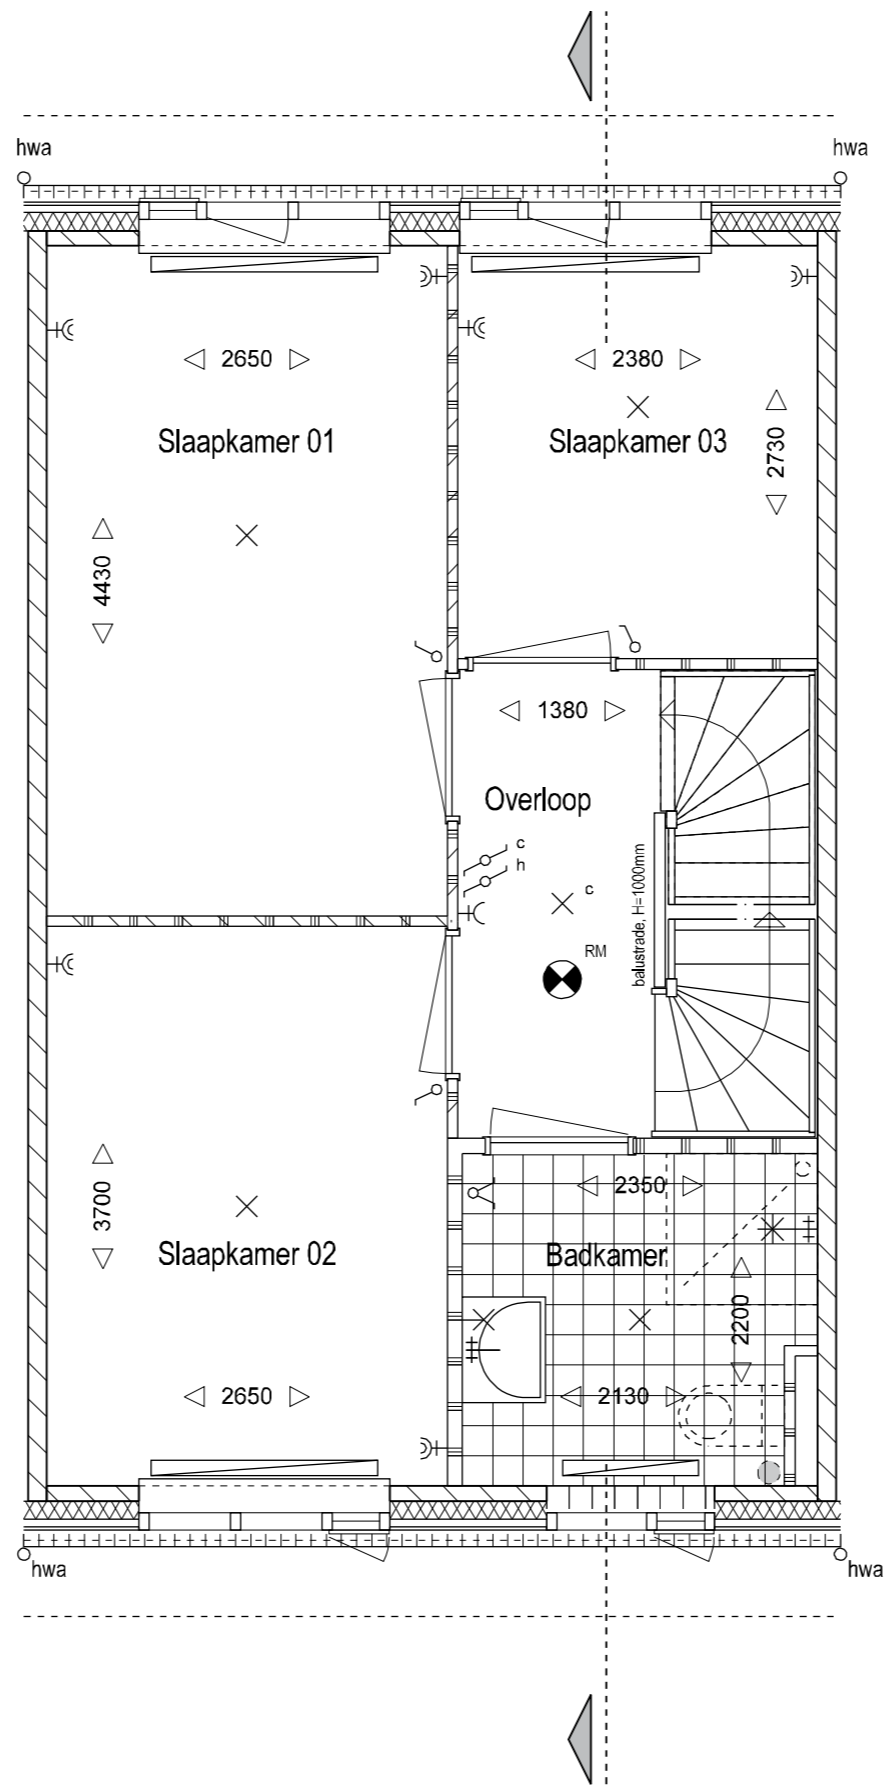 hwa
hwa
2650
2380
Slaapkamer 01
Slaapkamer 03
2730
4430
1380
Overloop
c
h
c
balustrade, H=1000mm
RM
2350
3700
Slaapkamer 02
Badkamer
2200
2650
2130
hwa
hwa